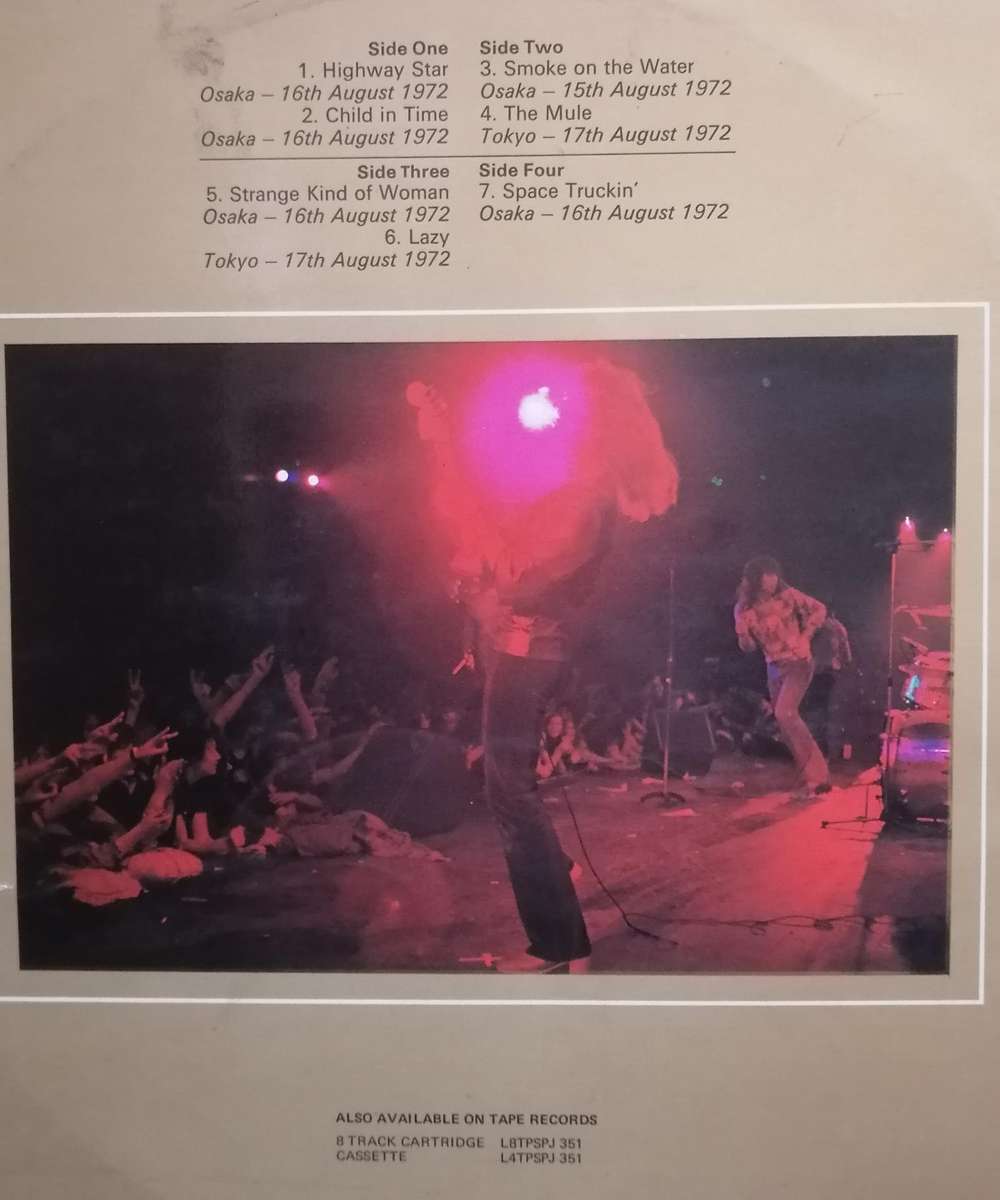 Side One
1. Highway Star
Osaka – 16th August 1972
2. Child in Time
Osaka – 16th August 1972
Side Two
3. Smoke on the Water
Osaka – 15th August 1972
4. The Mule
Tokyo – 17th August 1972
Side Three
5. Strange Kind of Woman
Osaka – 16th August 1972
6. Lazy
Tokyo – 17th August 1972
Side Four
7. Space Truckin'
Osaka – 16th August 1972
ALSO AVAILABLE ON TAPE RECORDS
8 TRACK CARTRIDGE L8TPSPJ 351
CASSETTE L4TPSPJ 351